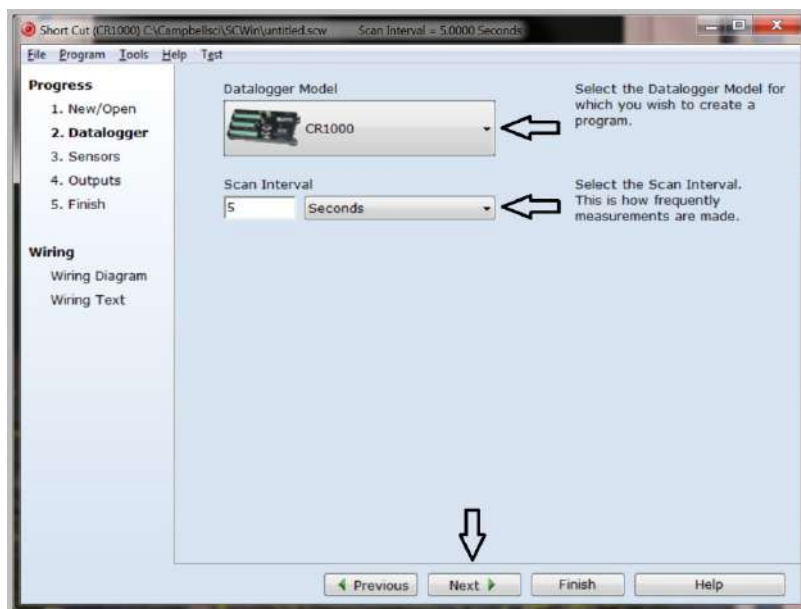 Short Cut (CR1000) C:\Campbellsci\SCWin\untitled.scw Scan Interval = 5.0000 Seconds
File Program Tools Help Test
Progress
1. New/Open
2. Datalogger
3. Sensors
4. Outputs
5. Finish
Wiring
Wiring Diagram
Wiring Text
Datalogger Model
CR1000
Select the Datalogger Model for
which you wish to create a
program.
Scan Interval
5 Seconds
Select the Scan Interval.
This is how frequently
measurements are made.
Previous Next Finish Help